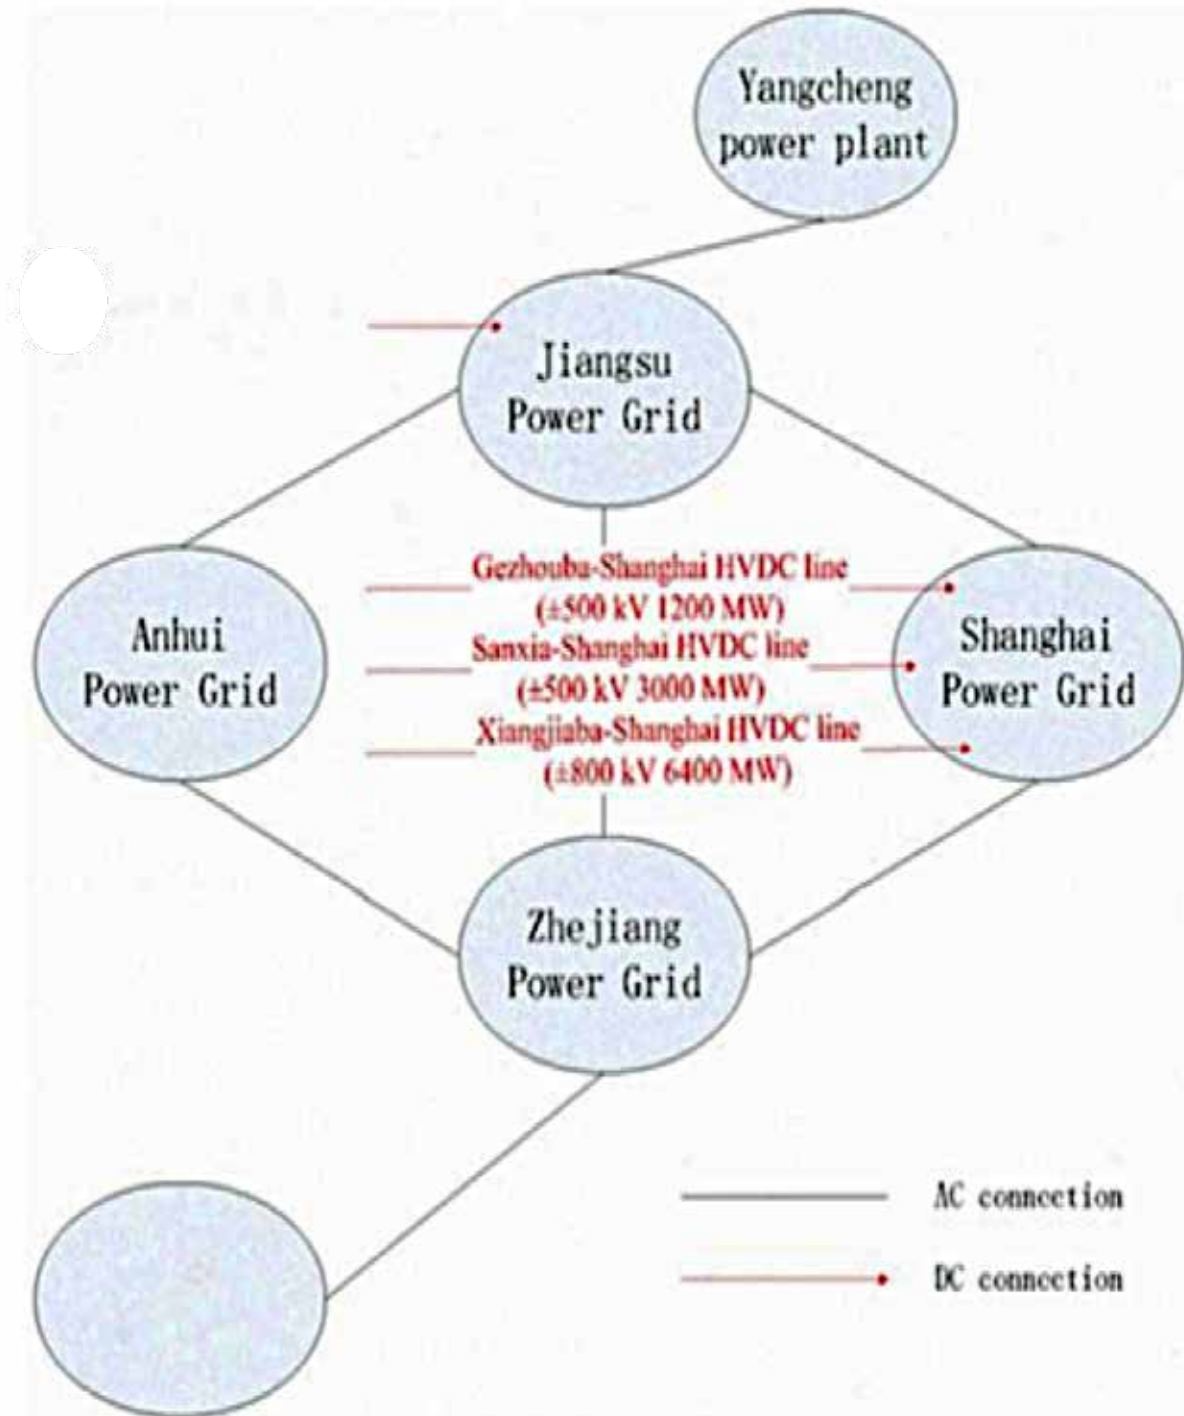 Yangcheng
power plant
Jiangsu
Power Grid
Gezhouba-Shanghai HVDC line
(±500 kV 1200 MW)
Anhui
Power Grid
Sanxia-Shanghai HVDC line
(±500 kV 3000 MW)
Shanghai
Power Grid
Xiangjiaba-Shanghai HVDC line
(±800 kV 6400 MW)
Zhejiang
Power Grid
AC connection
DC connection